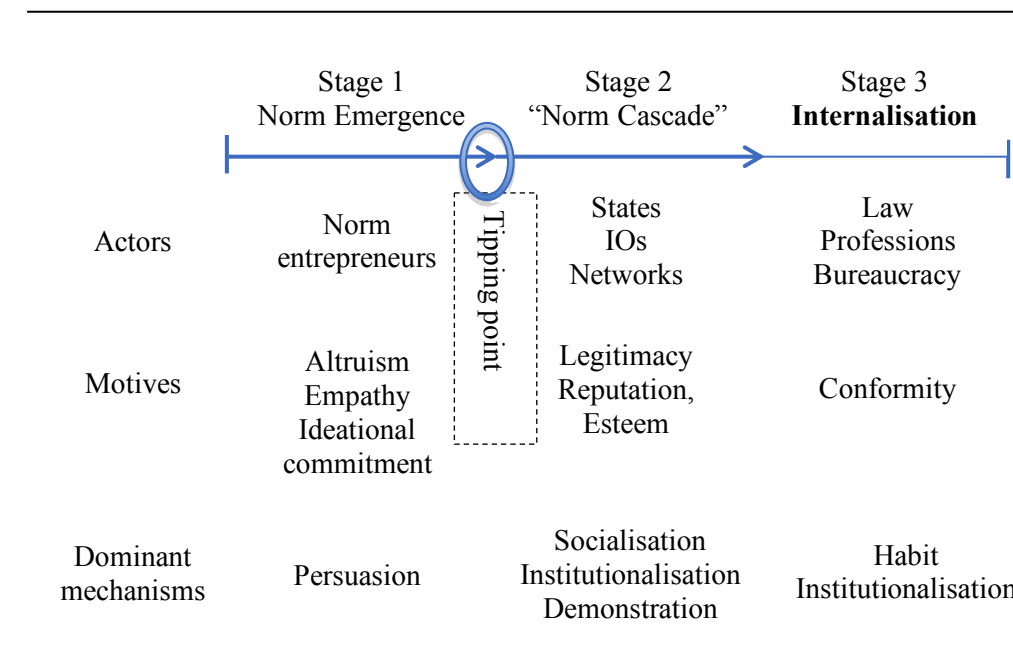 Stage 1
Norm Emergence
Stage 2
“Norm Cascade”
Stage 3
Internalisation
Actors
Norm
entrepreneurs
Tipping point
States
IOs
Networks
Law
Professions
Bureaucracy
Motives
Altruism
Empathy
Ideational
commitment
Legitimacy
Reputation,
Esteem
Conformity
Dominant
mechanisms
Persuasion
Socialisation
Institutionalisation
Demonstration
Habit
Institutionalisation